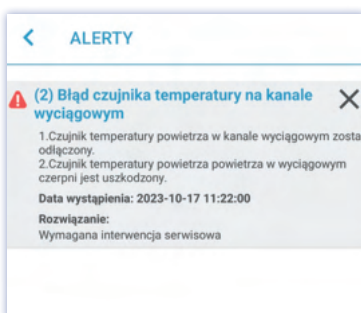 ALERTY
(2) Błąd czujnika temperatury na kanale
wyciągowym
1.Czujnik temperatury powietrza w kanale wyciągowym zosta
odłączony.
2.Czujnik temperatury powietrza powietrza w wyciągowym
czerpni jest uszkodzony.
Data wystąpienia: 2023-10-17 11:22:00
Rozwiązanie:
Wymagana interwencja serwisowa